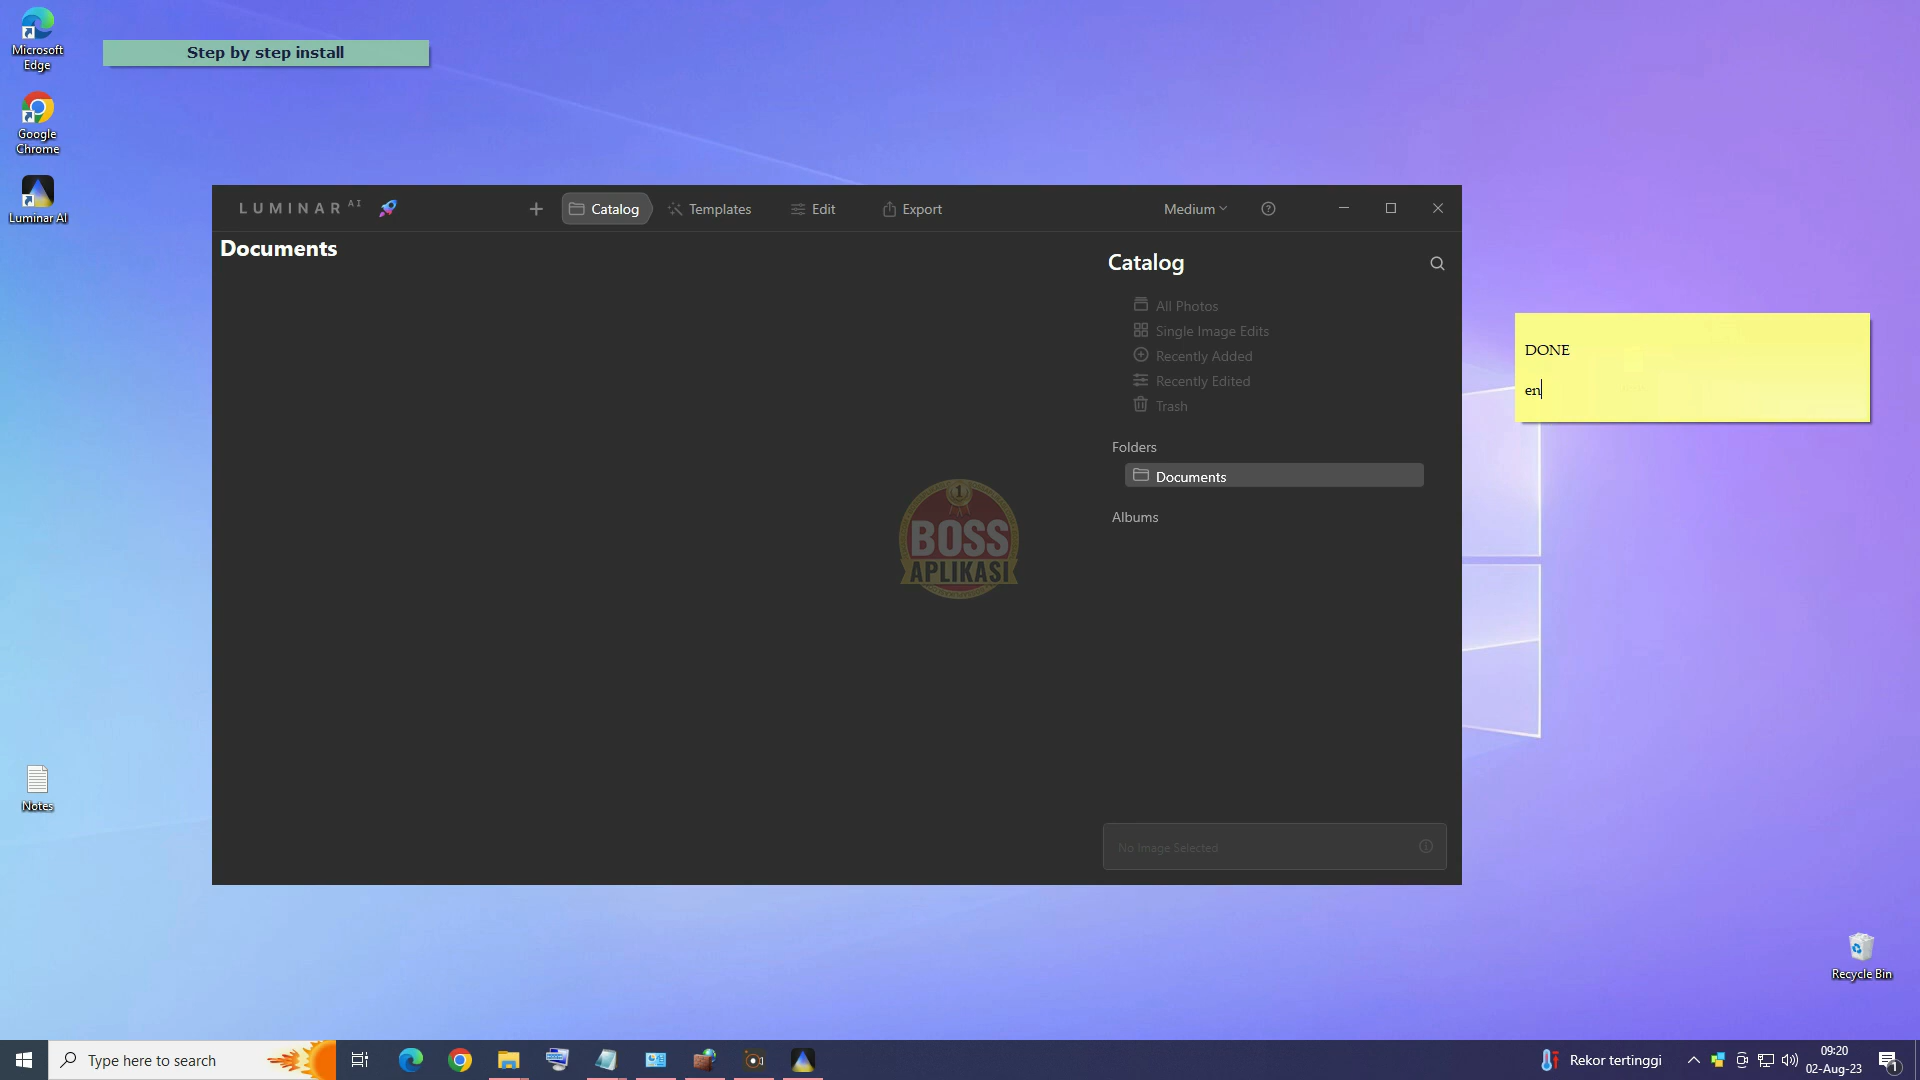 Microsoft
Edge
Step by step install
Google
Chrome
Luminar AI
LUMINAR AI
Catalog
Templates
Edit
Export
Medium
Documents
Catalog
All Photos
Single Image Edits
Recently Added
Recently Edited
Trash
Folders
Documents
Albums
No Image Selected
1
BOSS
APLIKASI
DONE
en
Notes
Recycle Bin
Type here to search
Rekor tertinggi
09:20
02-Aug-23
1